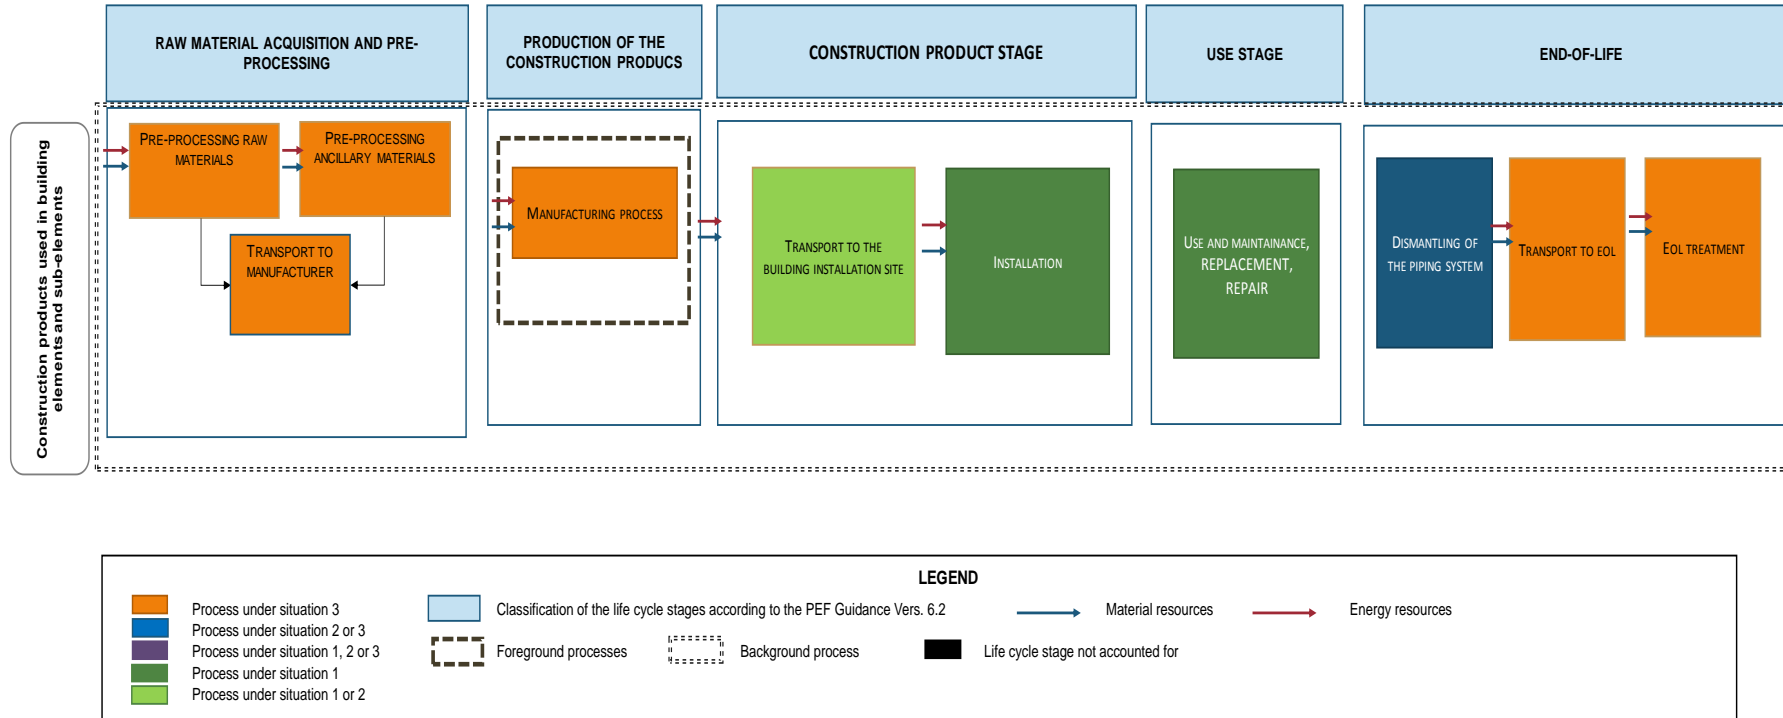 RAW MATERIAL ACQUISITION AND PRE-
PROCESSING
PRODUCTION OF THE
CONSTRUCTION PRODUCS
CONSTRUCTION PRODUCT STAGE
USE STAGE
END-OF-LIFE
Construction products used in building
elements and sub-elements
PRE-PROCESSING RAW
MATERIALS
PRE-PROCESSING
ANCILLARY MATERIALS
TRANSPORT TO
MANUFACTURER
MANUFACTURING PROCESS
TRANSPORT TO THE
BUILDING INSTALLATION SITE
INSTALLATION
USE AND MAINTAINANCE,
REPLACEMENT,
REPAIR
DISMANTLING OF
THE PIPING SYSTEM
TRANSPORT TO EOL
EOL TREATMENT
LEGEND
Process under situation 3
Process under situation 2 or 3
Process under situation 1, 2 or 3
Process under situation 1
Process under situation 1 or 2
Classification of the life cycle stages according to the PEF Guidance Vers. 6.2
Material resources
Energy resources
Foreground processes
Background process
Life cycle stage not accounted for